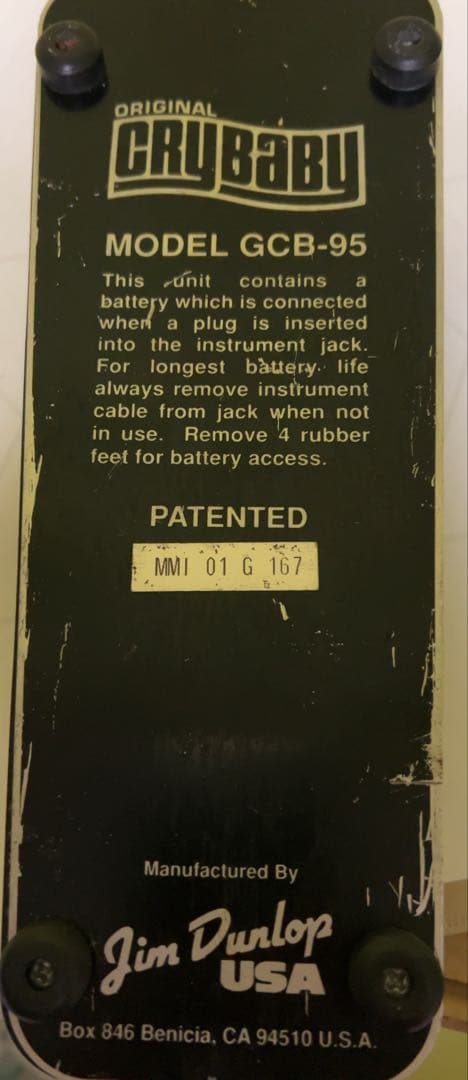 ORIGINAL
CRYBABY
MODEL GCB-95
This unit contains a
battery which is connected
when a plug is inserted
into the instrument jack.
For longest battery life
always remove instrument
cable from jack when not
in use. Remove 4 rubber
feet for battery access.
PATENTED
MMI 01 G 167
Manufactured By
Jim Dunlop
USA
Box 846 Benicia, CA 94510 U.S.A.